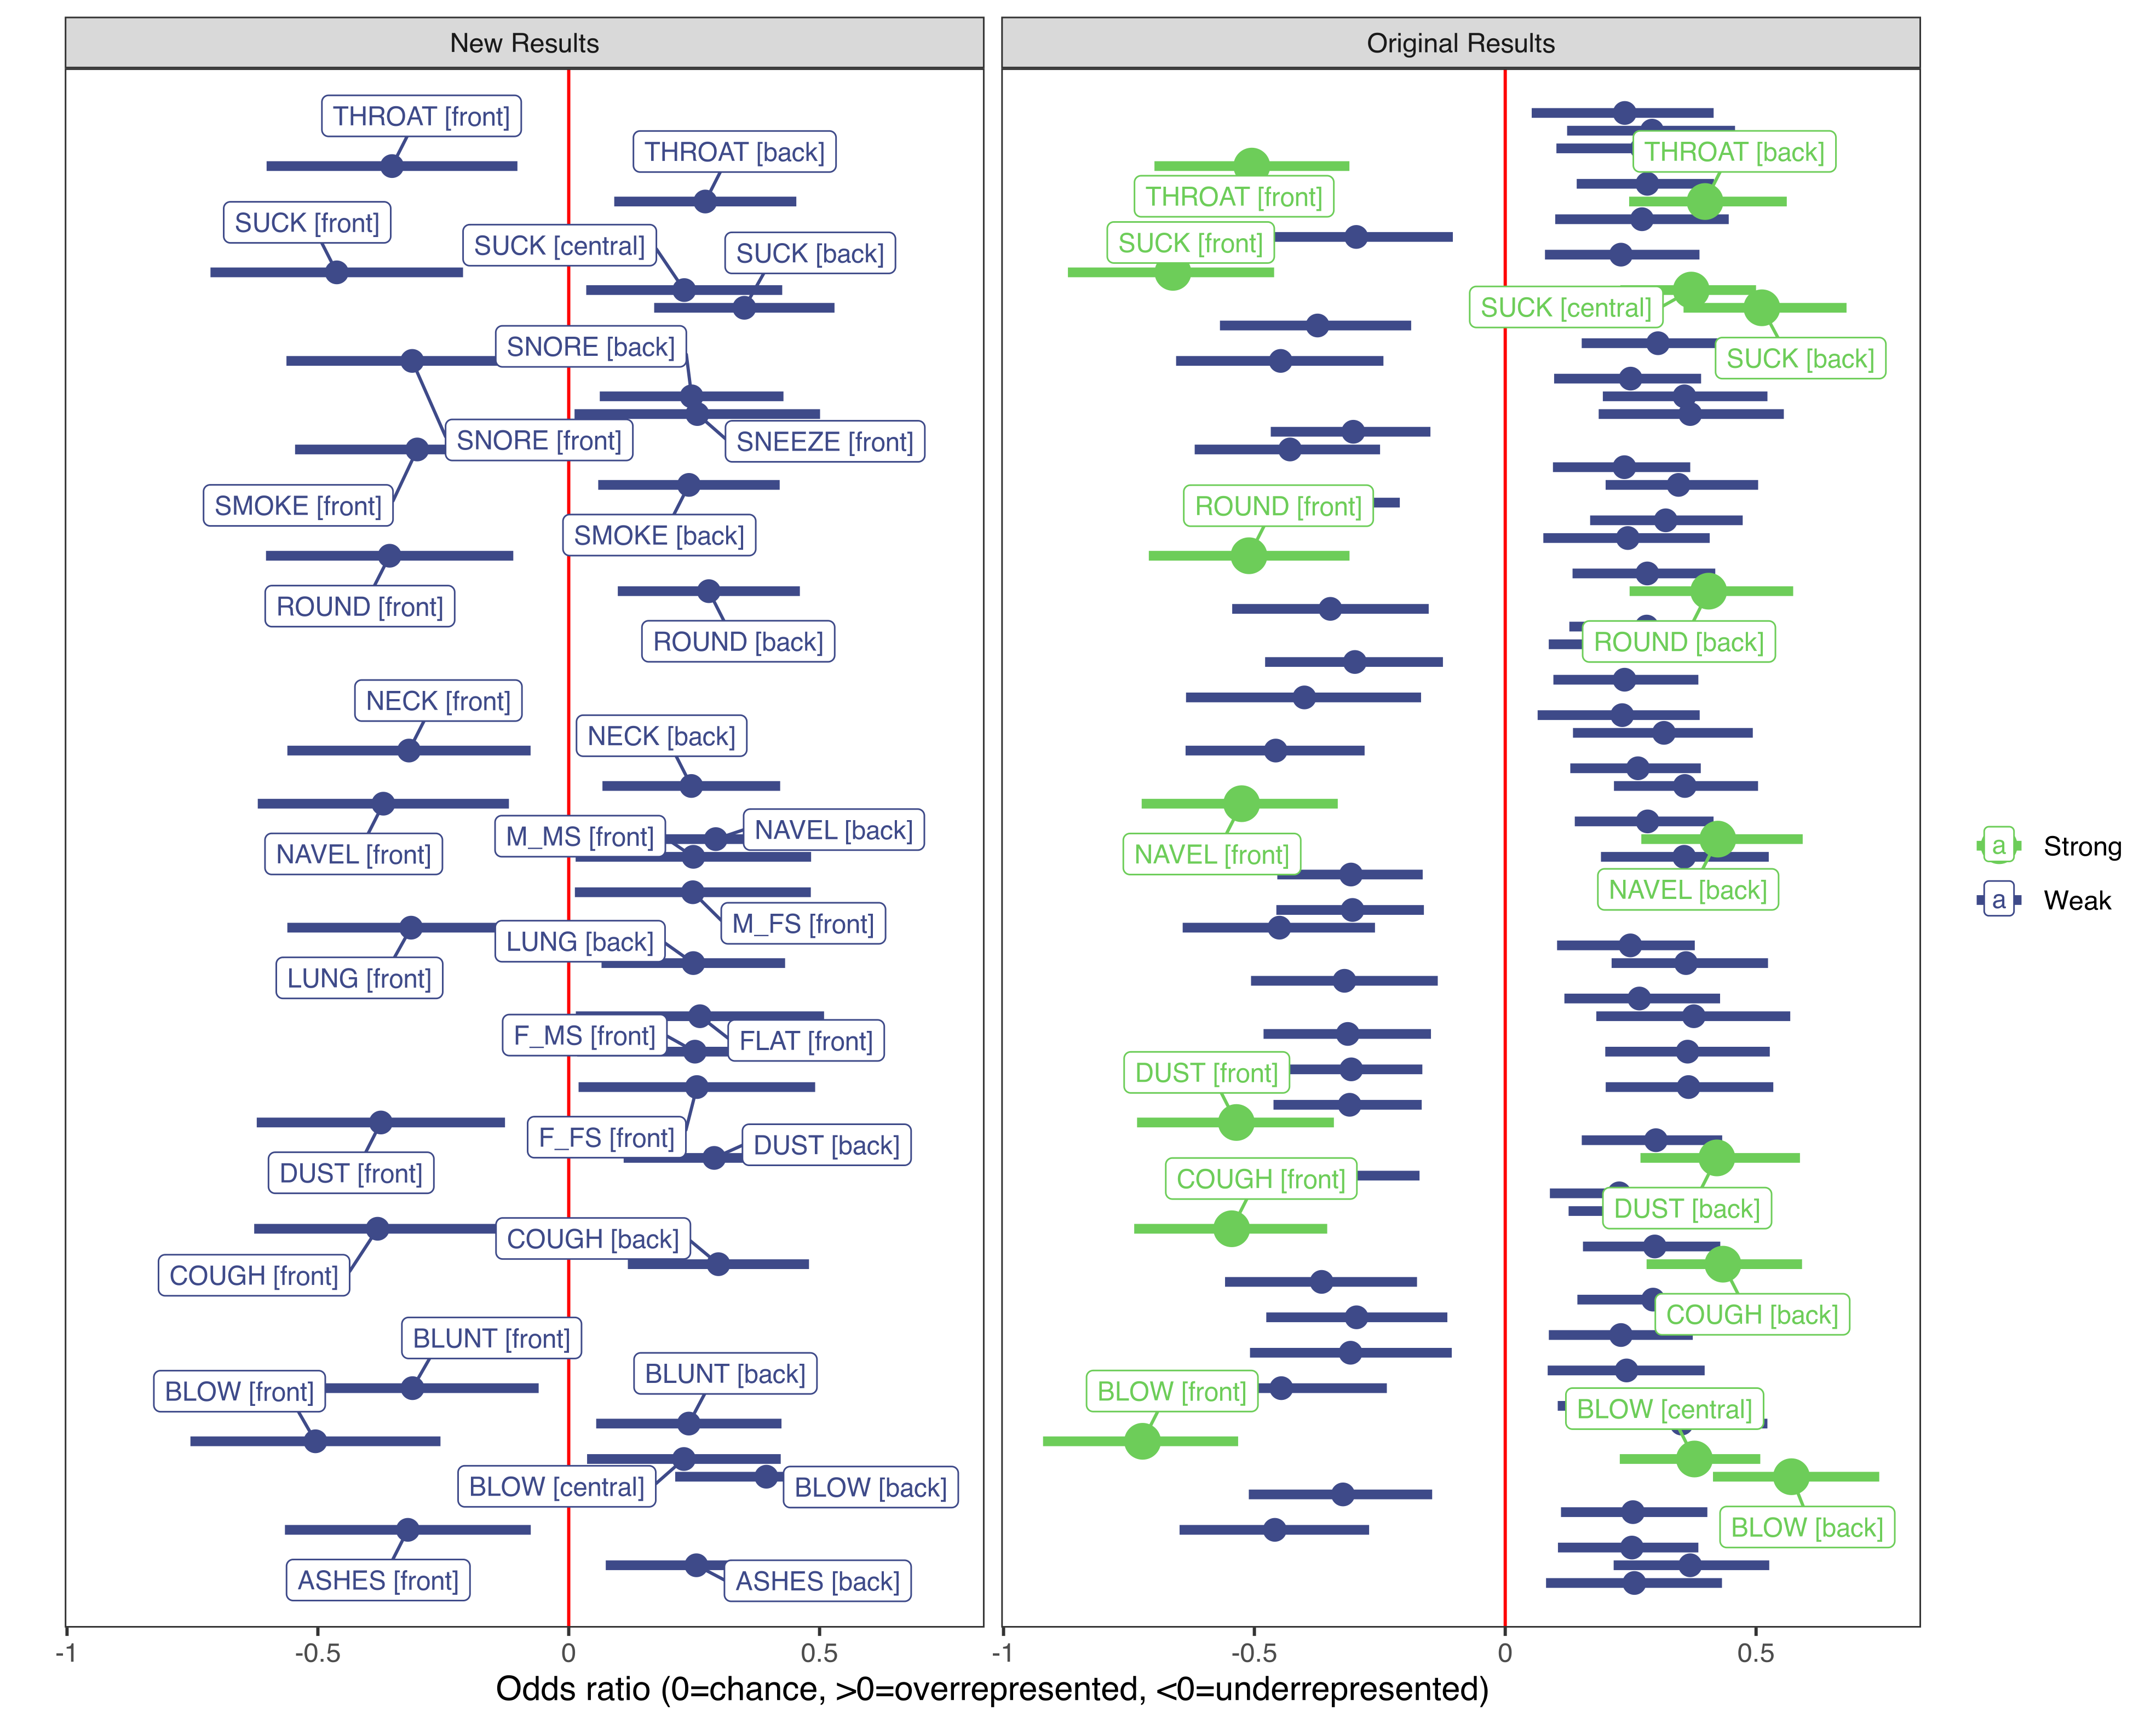 New Results
THROAT [front]
THROAT [back]
SUCK [front]
SUCK [central]
SUCK [back]
SNORE [back]
SNORE [front]
SNEEZE [front]
SMOKE [front]
SMOKE [back]
ROUND [front]
ROUND [back]
NECK [front]
NECK [back]
M_MS [front]
NAVEL [back]
NAVEL [front]
M_FS [front]
LUNG [back]
LUNG [front]
F_MS [front]
FLAT [front]
F_FS [front]
DUST [back]
DUST [front]
COUGH [back]
COUGH [front]
BLUNT [front]
BLUNT [back]
BLOW [front]
BLOW [central]
BLOW [back]
ASHES [front]
ASHES [back]
-1
-0.5
0
0.5
Original Results
THROAT [back]
THROAT [front]
SUCK [front]
SUCK [central]
SUCK [back]
ROUND [front]
ROUND [back]
NAVEL [front]
NAVEL [back]
DUST [front]
COUGH [front]
DUST [back]
COUGH [back]
BLOW [front]
BLOW [central]
BLOW [back]
-1
-0.5
0
0.5
Odds ratio (0=chance, >0=overrepresented, <0=underrepresented)
a Strong
a Weak